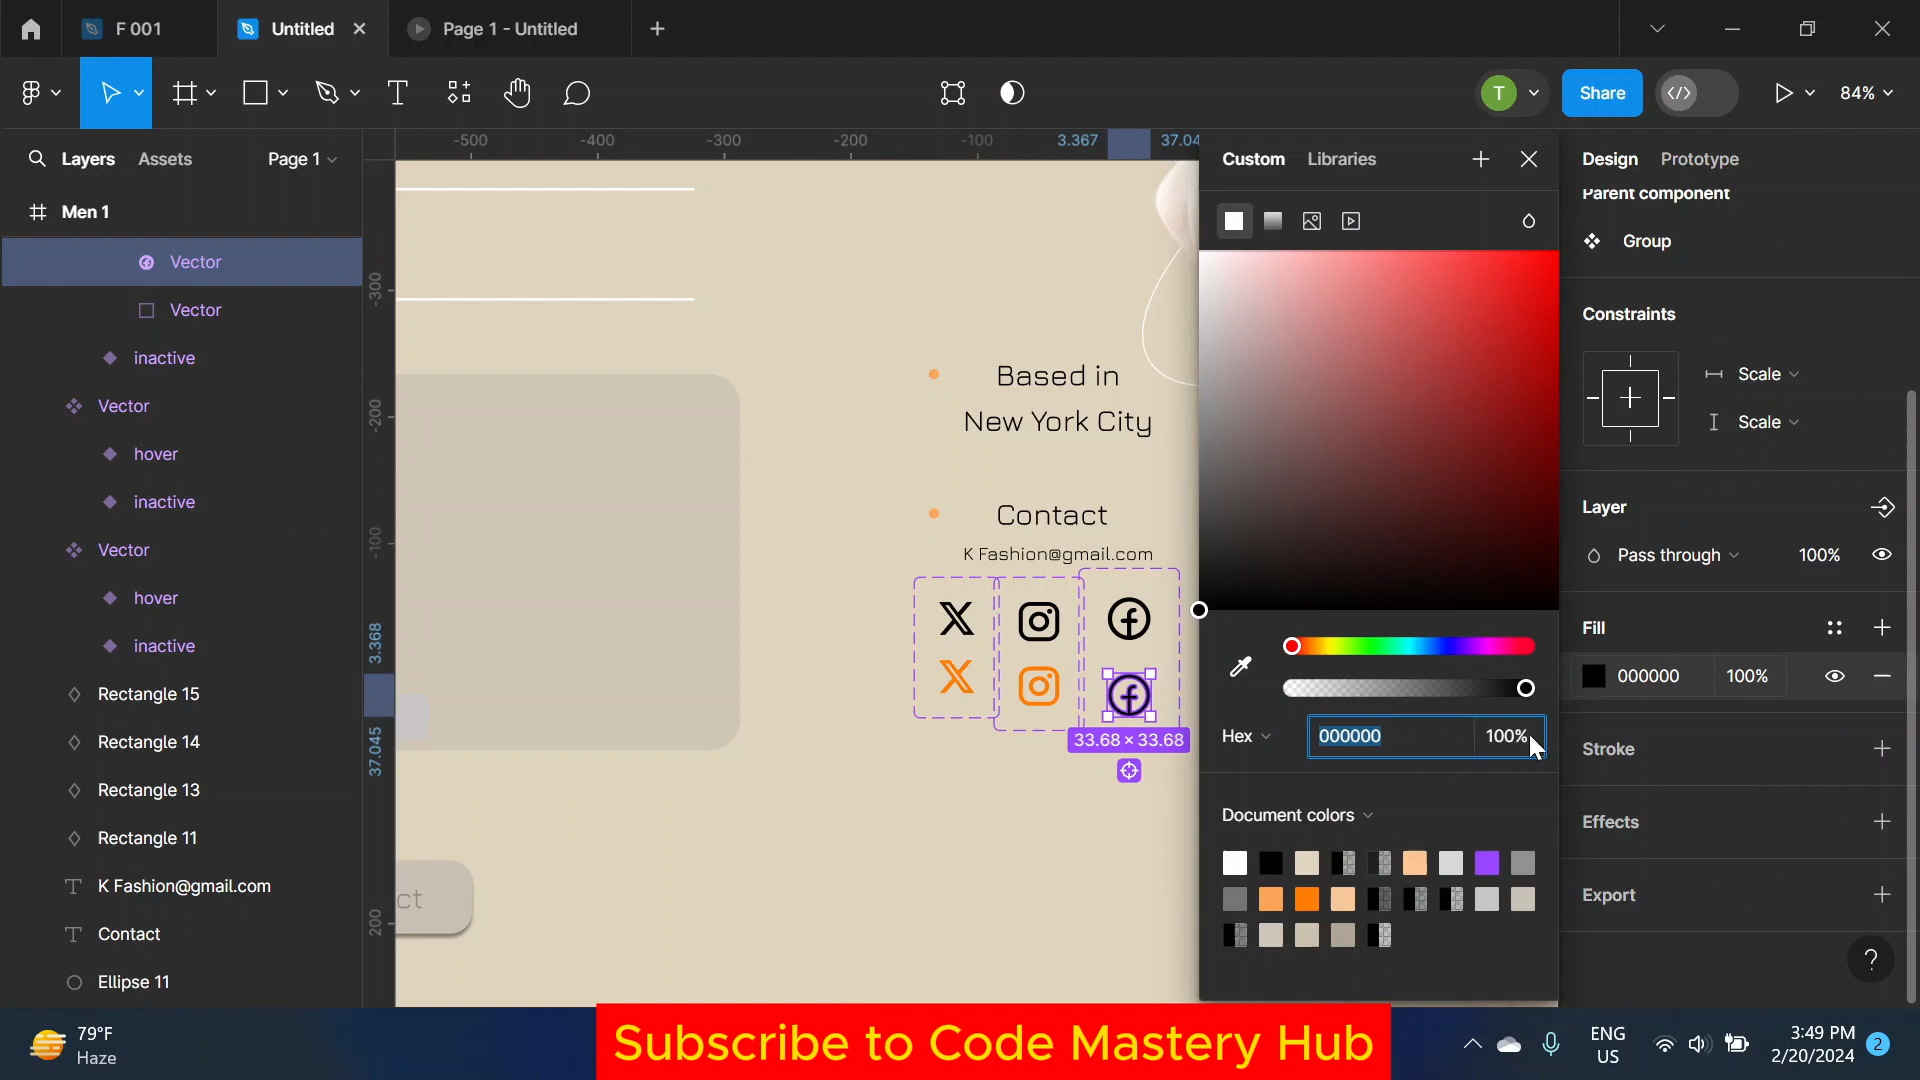 F 001
Untitled
Page 1 - Untitled
T
Share
84%
Layers
Assets
Page 1
-500
-400
-300
-200
-100
3.367
37.04
Custom
Libraries
Design
Prototype
Men 1
Parent component
Group
Vector
Vector
inactive
Vector
hover
inactive
Vector
hover
inactive
Rectangle 15
Rectangle 14
Rectangle 13
Rectangle 11
K Fashion@gmail.com
Contact
Ellipse 11
-300
-200
-100
3.368
37.045
200
Based in
New York City
Contact
K Fashion@gmail.com
33.68 × 33.68
ct
Hex
000000
100%
Document colors
Constraints
Scale
Scale
Layer
Pass through
100%
Fill
000000
100%
Stroke
Effects
Export
?
79°F
Haze
Subscribe to Code Mastery Hub
ENG
US
3:49 PM
2/20/2024
2